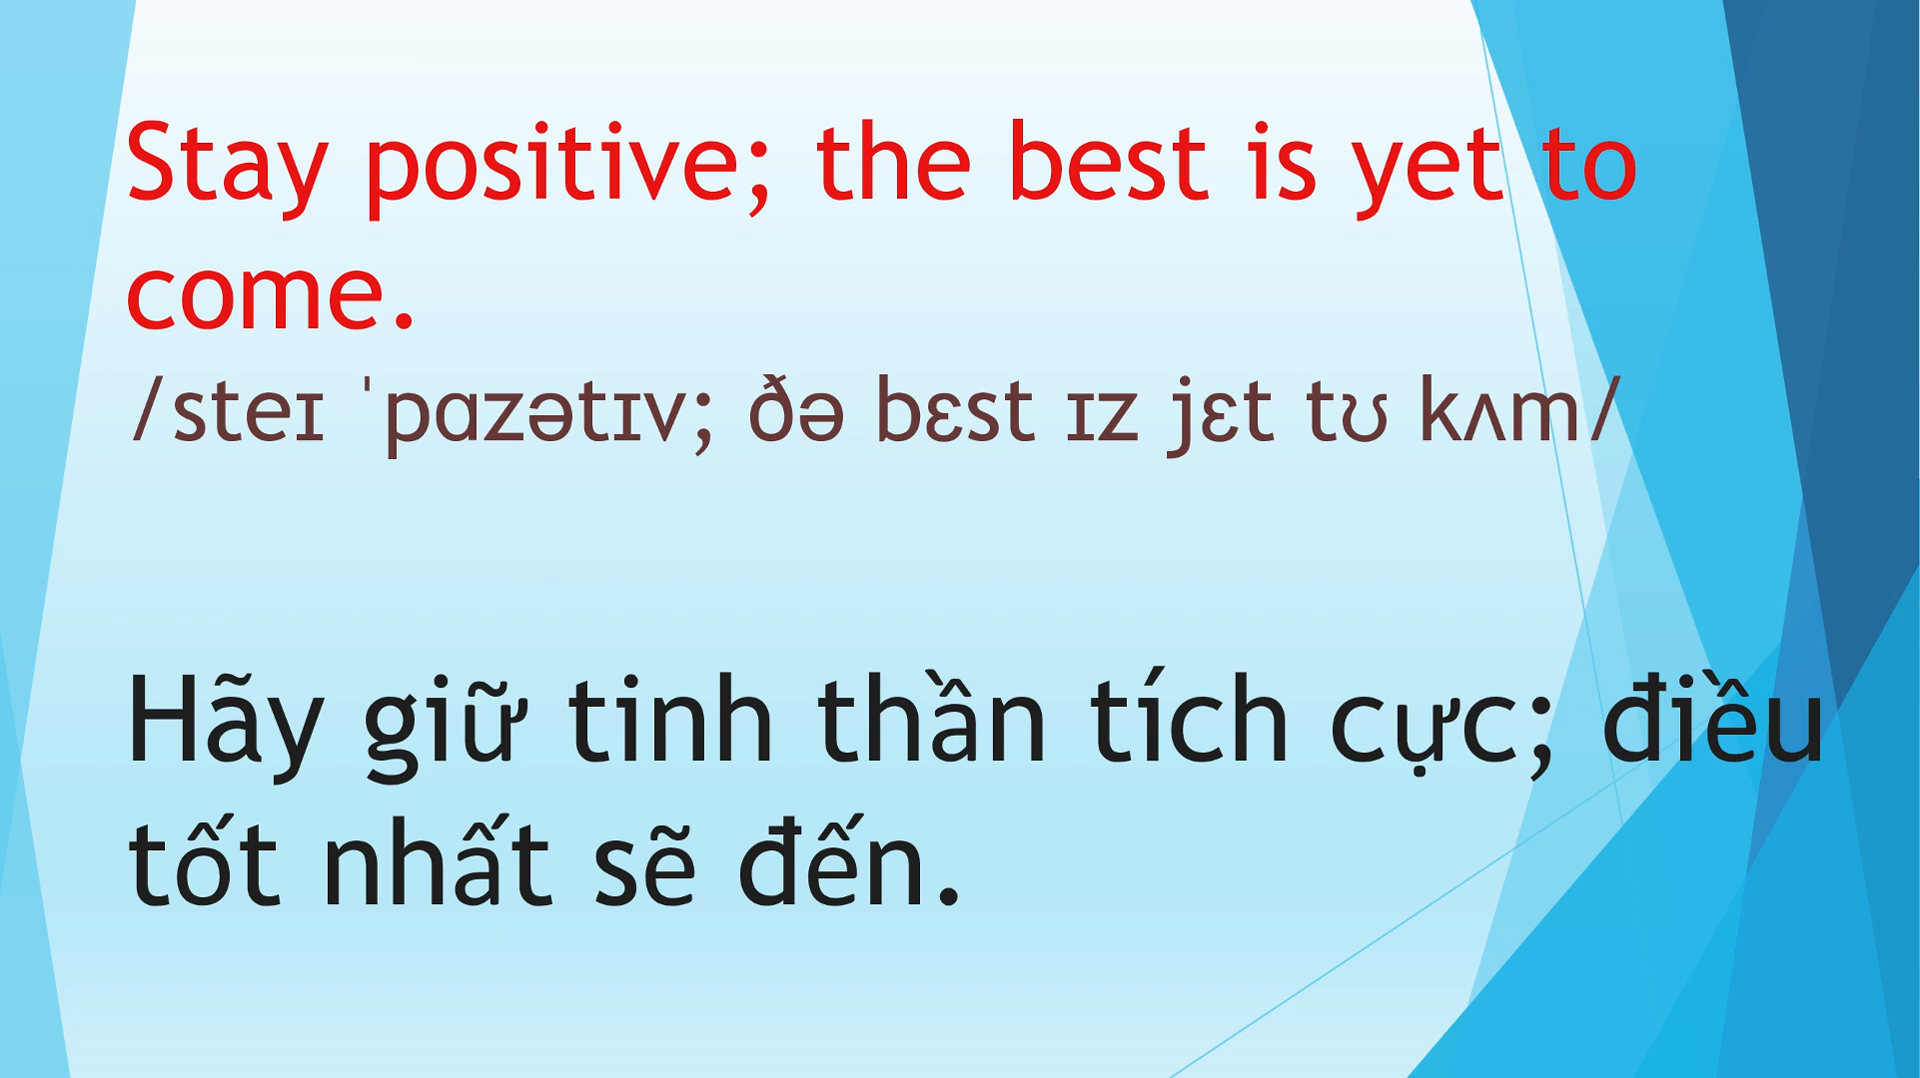 Stay positive; the best is yet to
come.
/steɪ ˈpɑzətɪv; ðə bɛst ɪz jɛt tʊ kʌm/
Hãy giữ tinh thần tích cực; điều
tốt nhất sẽ đến.